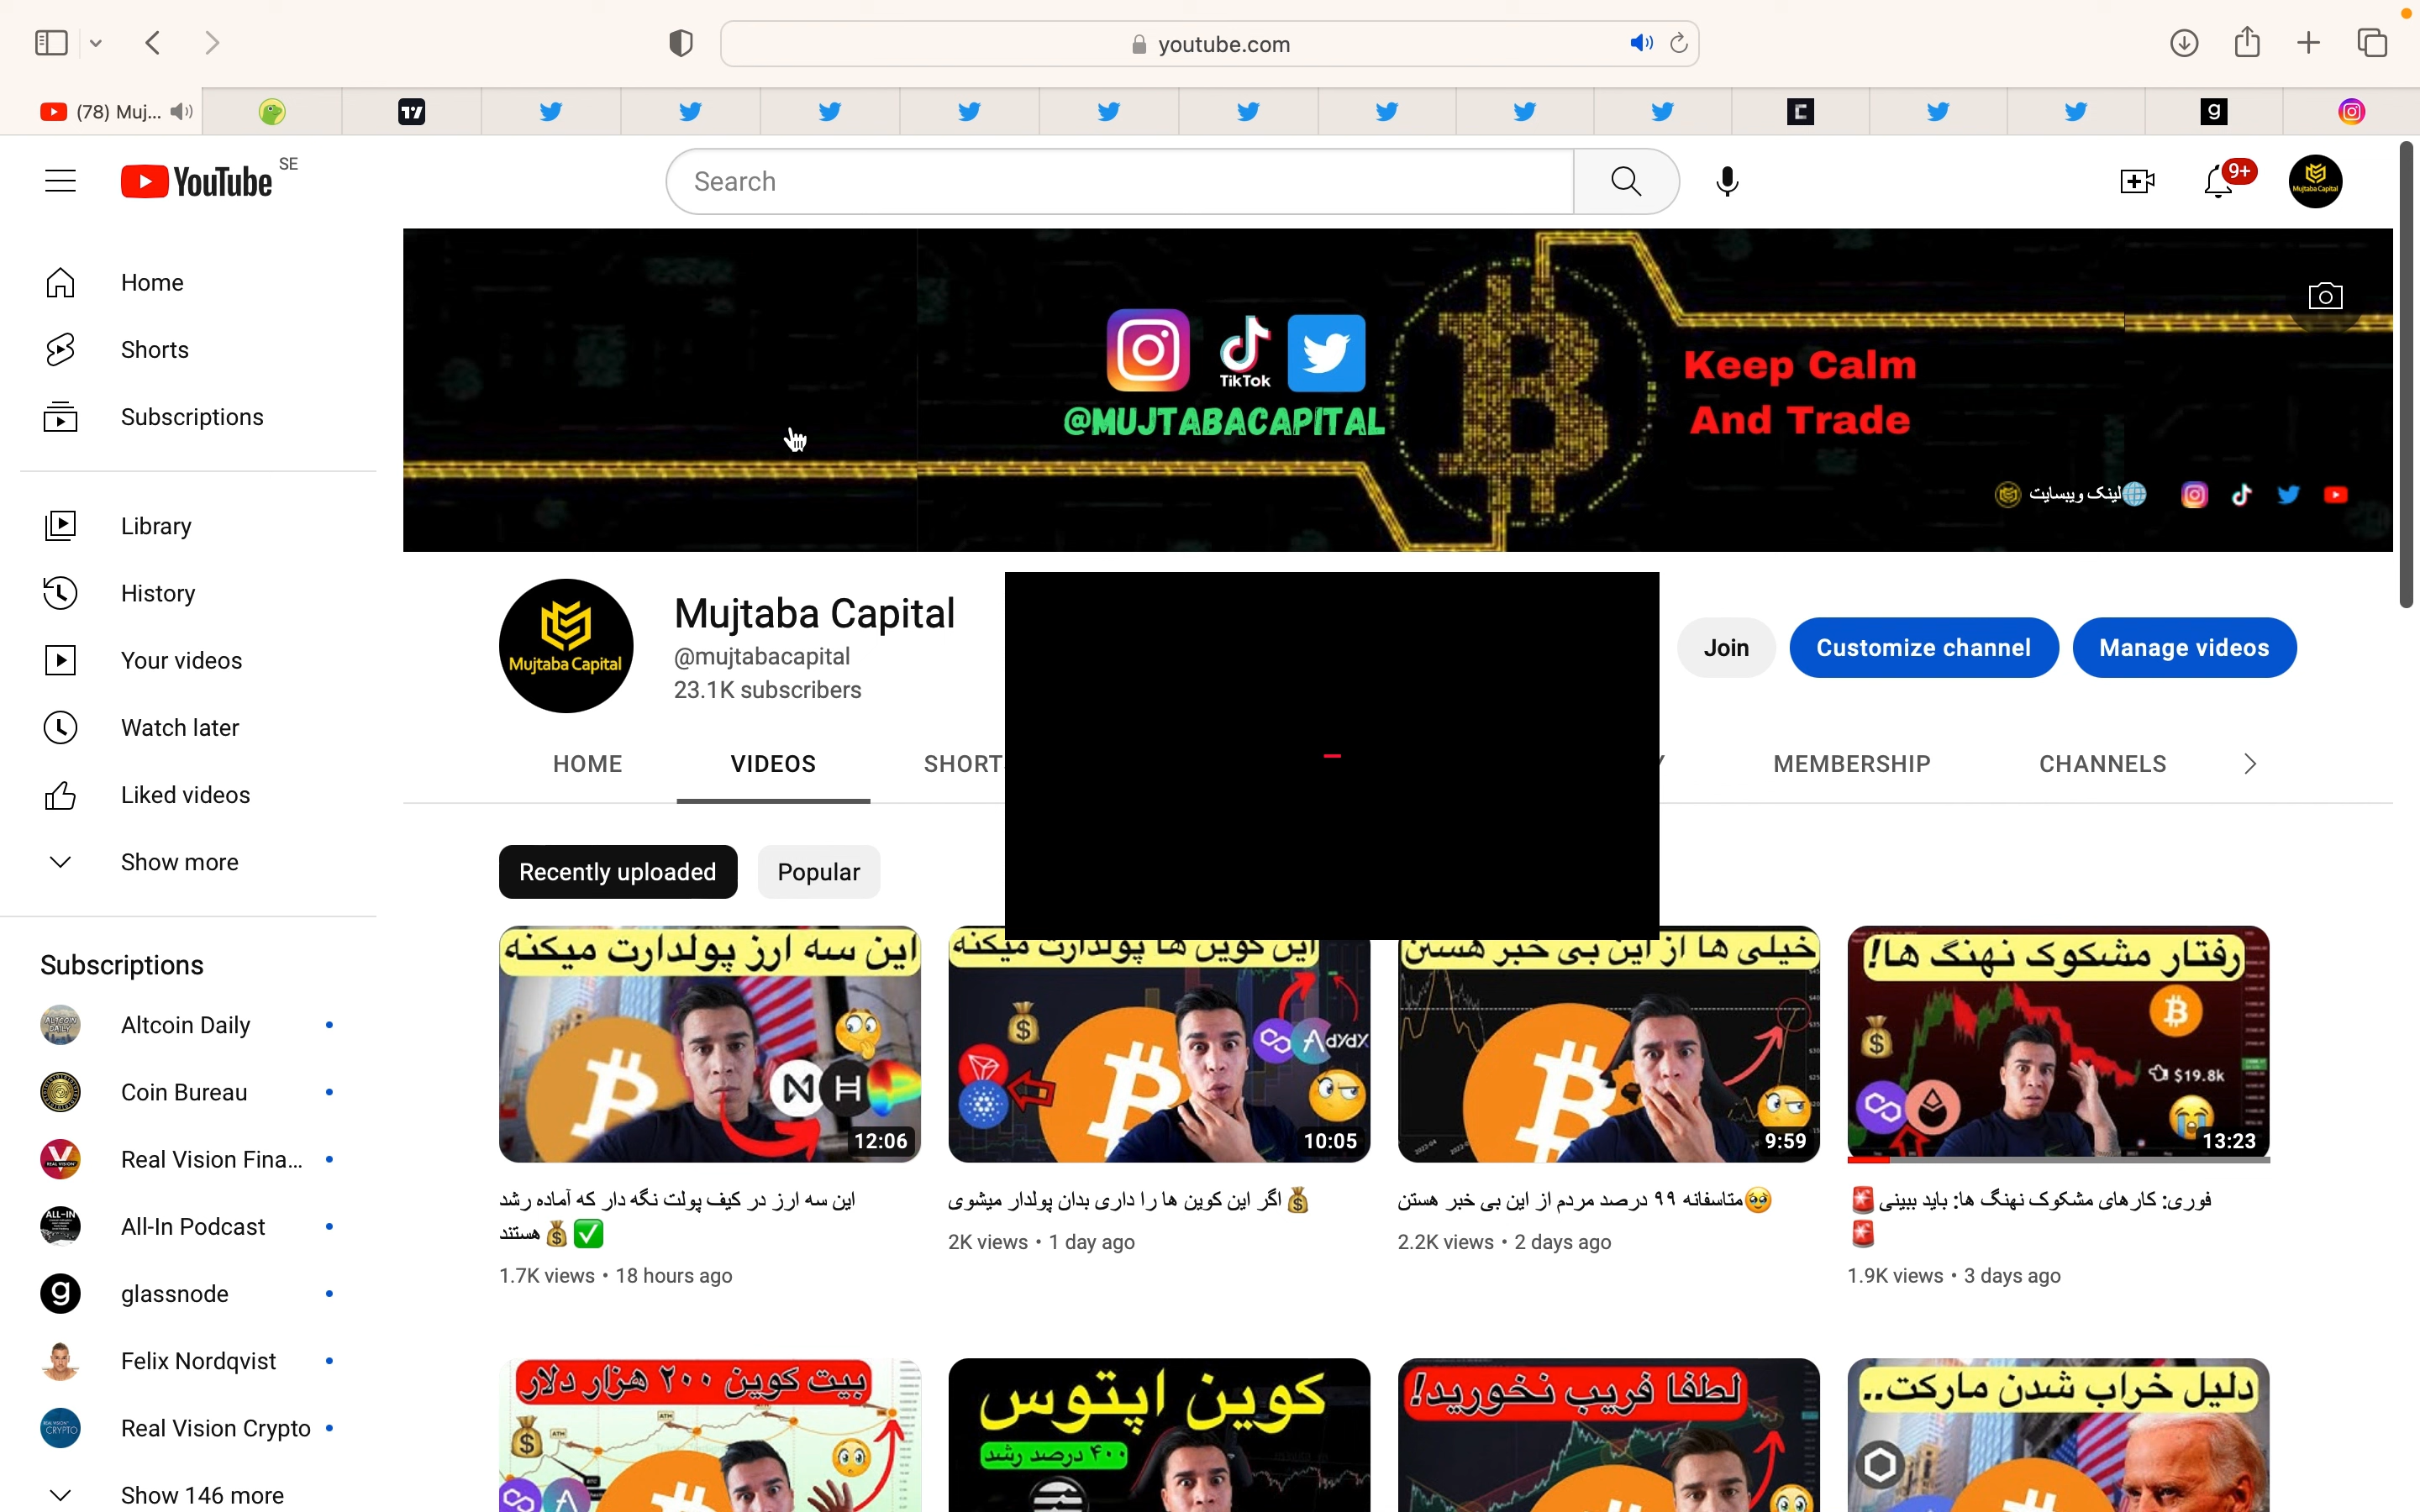 youtube.com
(78) Muj...
YouTube SE
Search
9+
Mujtaba Capital
Home
Shorts
Subscriptions
Library
History
Your videos
Watch later
Liked videos
Show more
Subscriptions
Altcoin Daily
Coin Bureau
Real Vision Fina...
All-In Podcast
glassnode
Felix Nordqvist
Real Vision Crypto
Show 146 more
TikTok
@MUJTABACAPITAL
Keep Calm
And Trade
لینک وبسایت
Mujtaba Capital
Mujtaba Capital
@mujtabacapital
23.1K subscribers
Join
Customize channel
Manage videos
HOME
VIDEOS
SHORT
MEMBERSHIP
CHANNELS
Recently uploaded
Popular
این سه ارز پولدارت میکنه
12:06
این سه ارز در کیف پولت نگه دار که آماده رشد
هستند 💰✅
1.7K views • 18 hours ago
این کوین ها پولدارت میکنه
dYdX
10:05
اگر این کوین ها را داری بدان پولدار میشوی💰
2K views • 1 day ago
خیلی ها از این بی خبر هستن
9:59
متاسفانه ۹۹ درصد مردم از این بی خبر هستن🥹
2.2K views • 2 days ago
رفتار مشکوک نهنگ ها!
$19.8k
13:23
فوری: کارهای مشکوک نهنگ ها: باید ببینی🚨
🚨
1.9K views • 3 days ago
بیت کوین ۲۰۰ هزار دلار
ATH
ATH
کوین اپتوس
۴۰۰ درصد رشد
لطفا فریب نخورید!
دلیل خراب شدن مارکت..